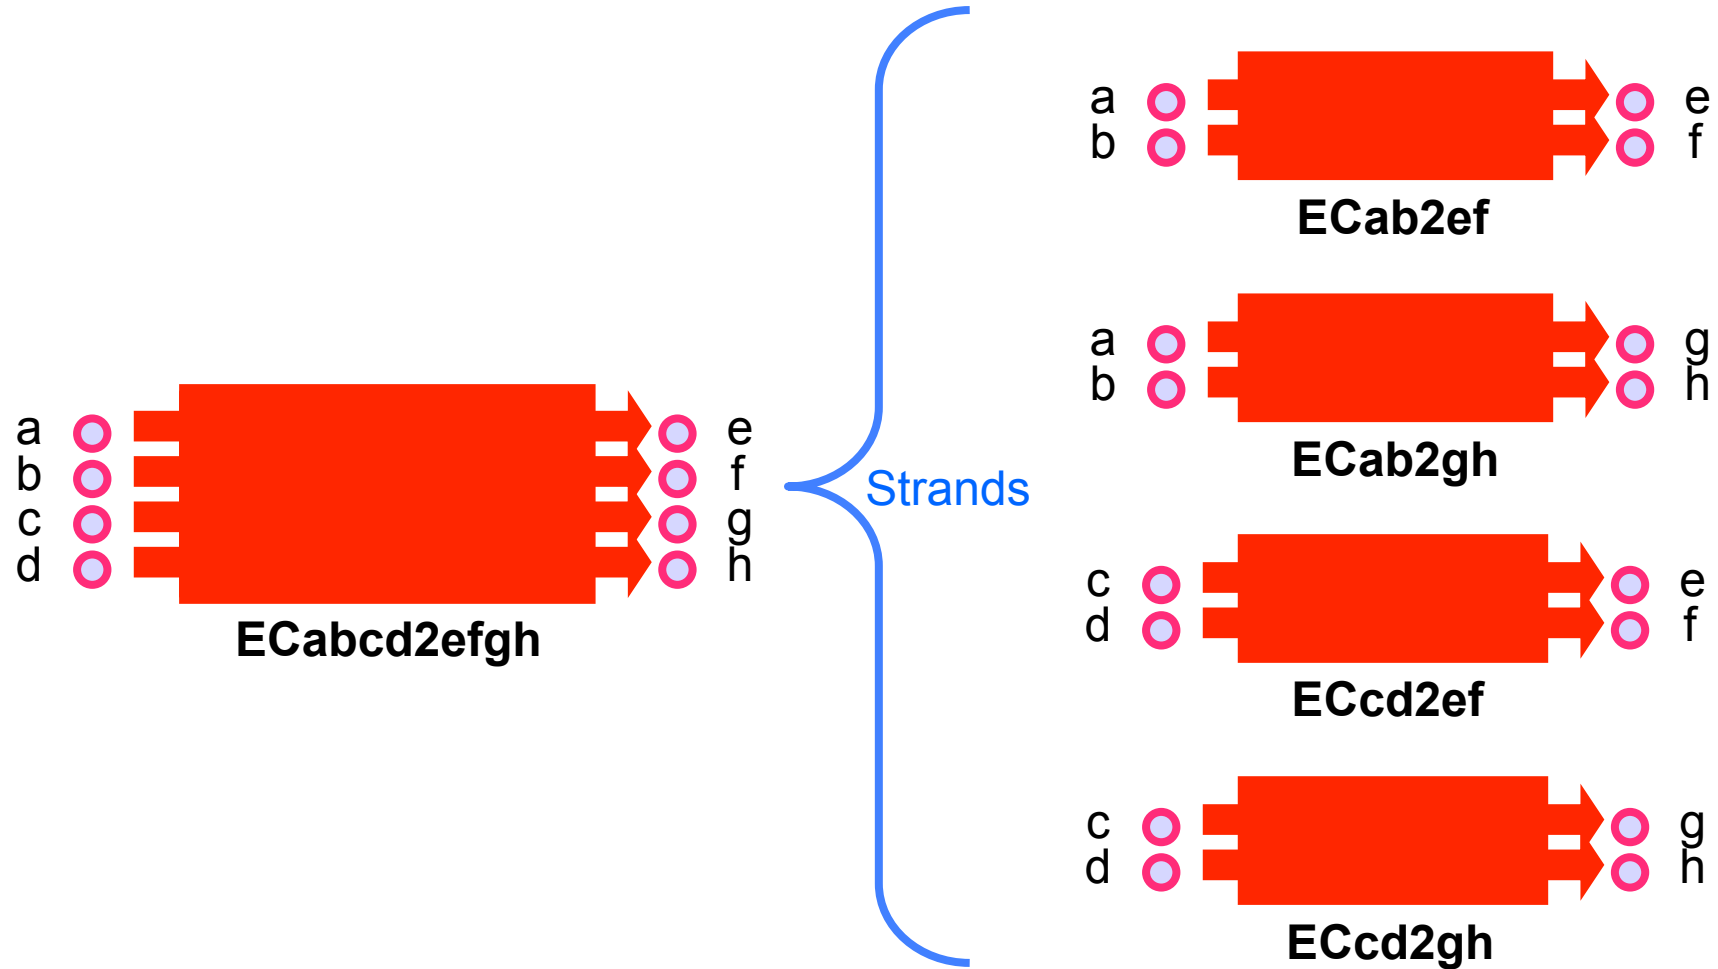 a
b
c
d
e
f
g
h
ECabcd2efgh
Strands
a
b
e
f
ECab2ef
a
b
g
h
ECab2gh
c
d
e
f
ECcd2ef
c
d
g
h
ECcd2gh